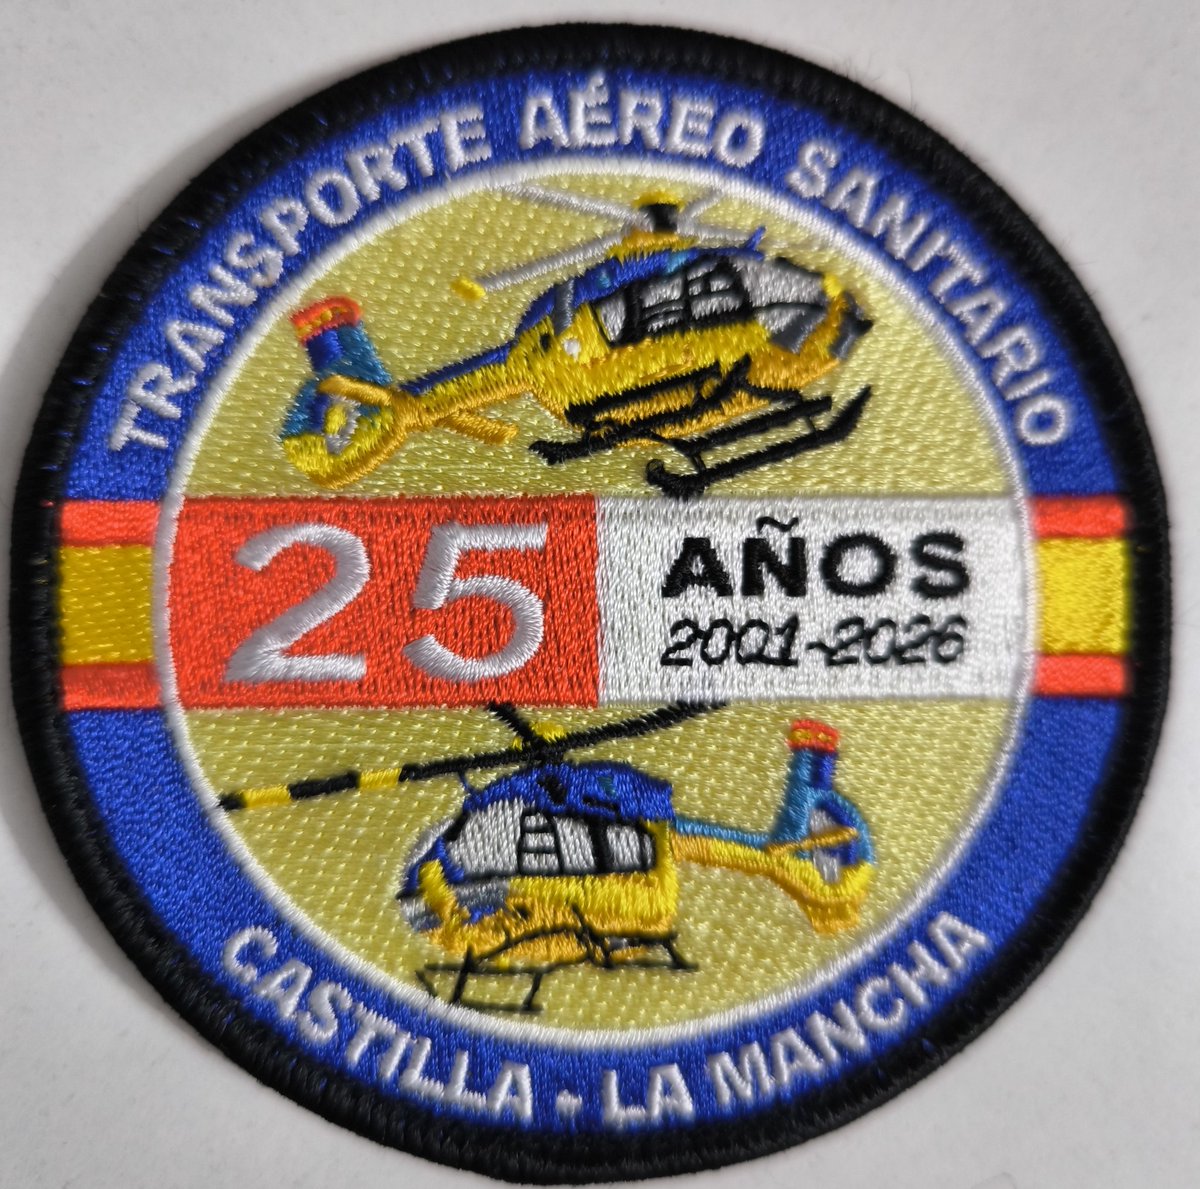 TRANSPORTE AÉREO SANITARIO
25 AÑOS
2001-2026
CASTILLA - LA MANCHA